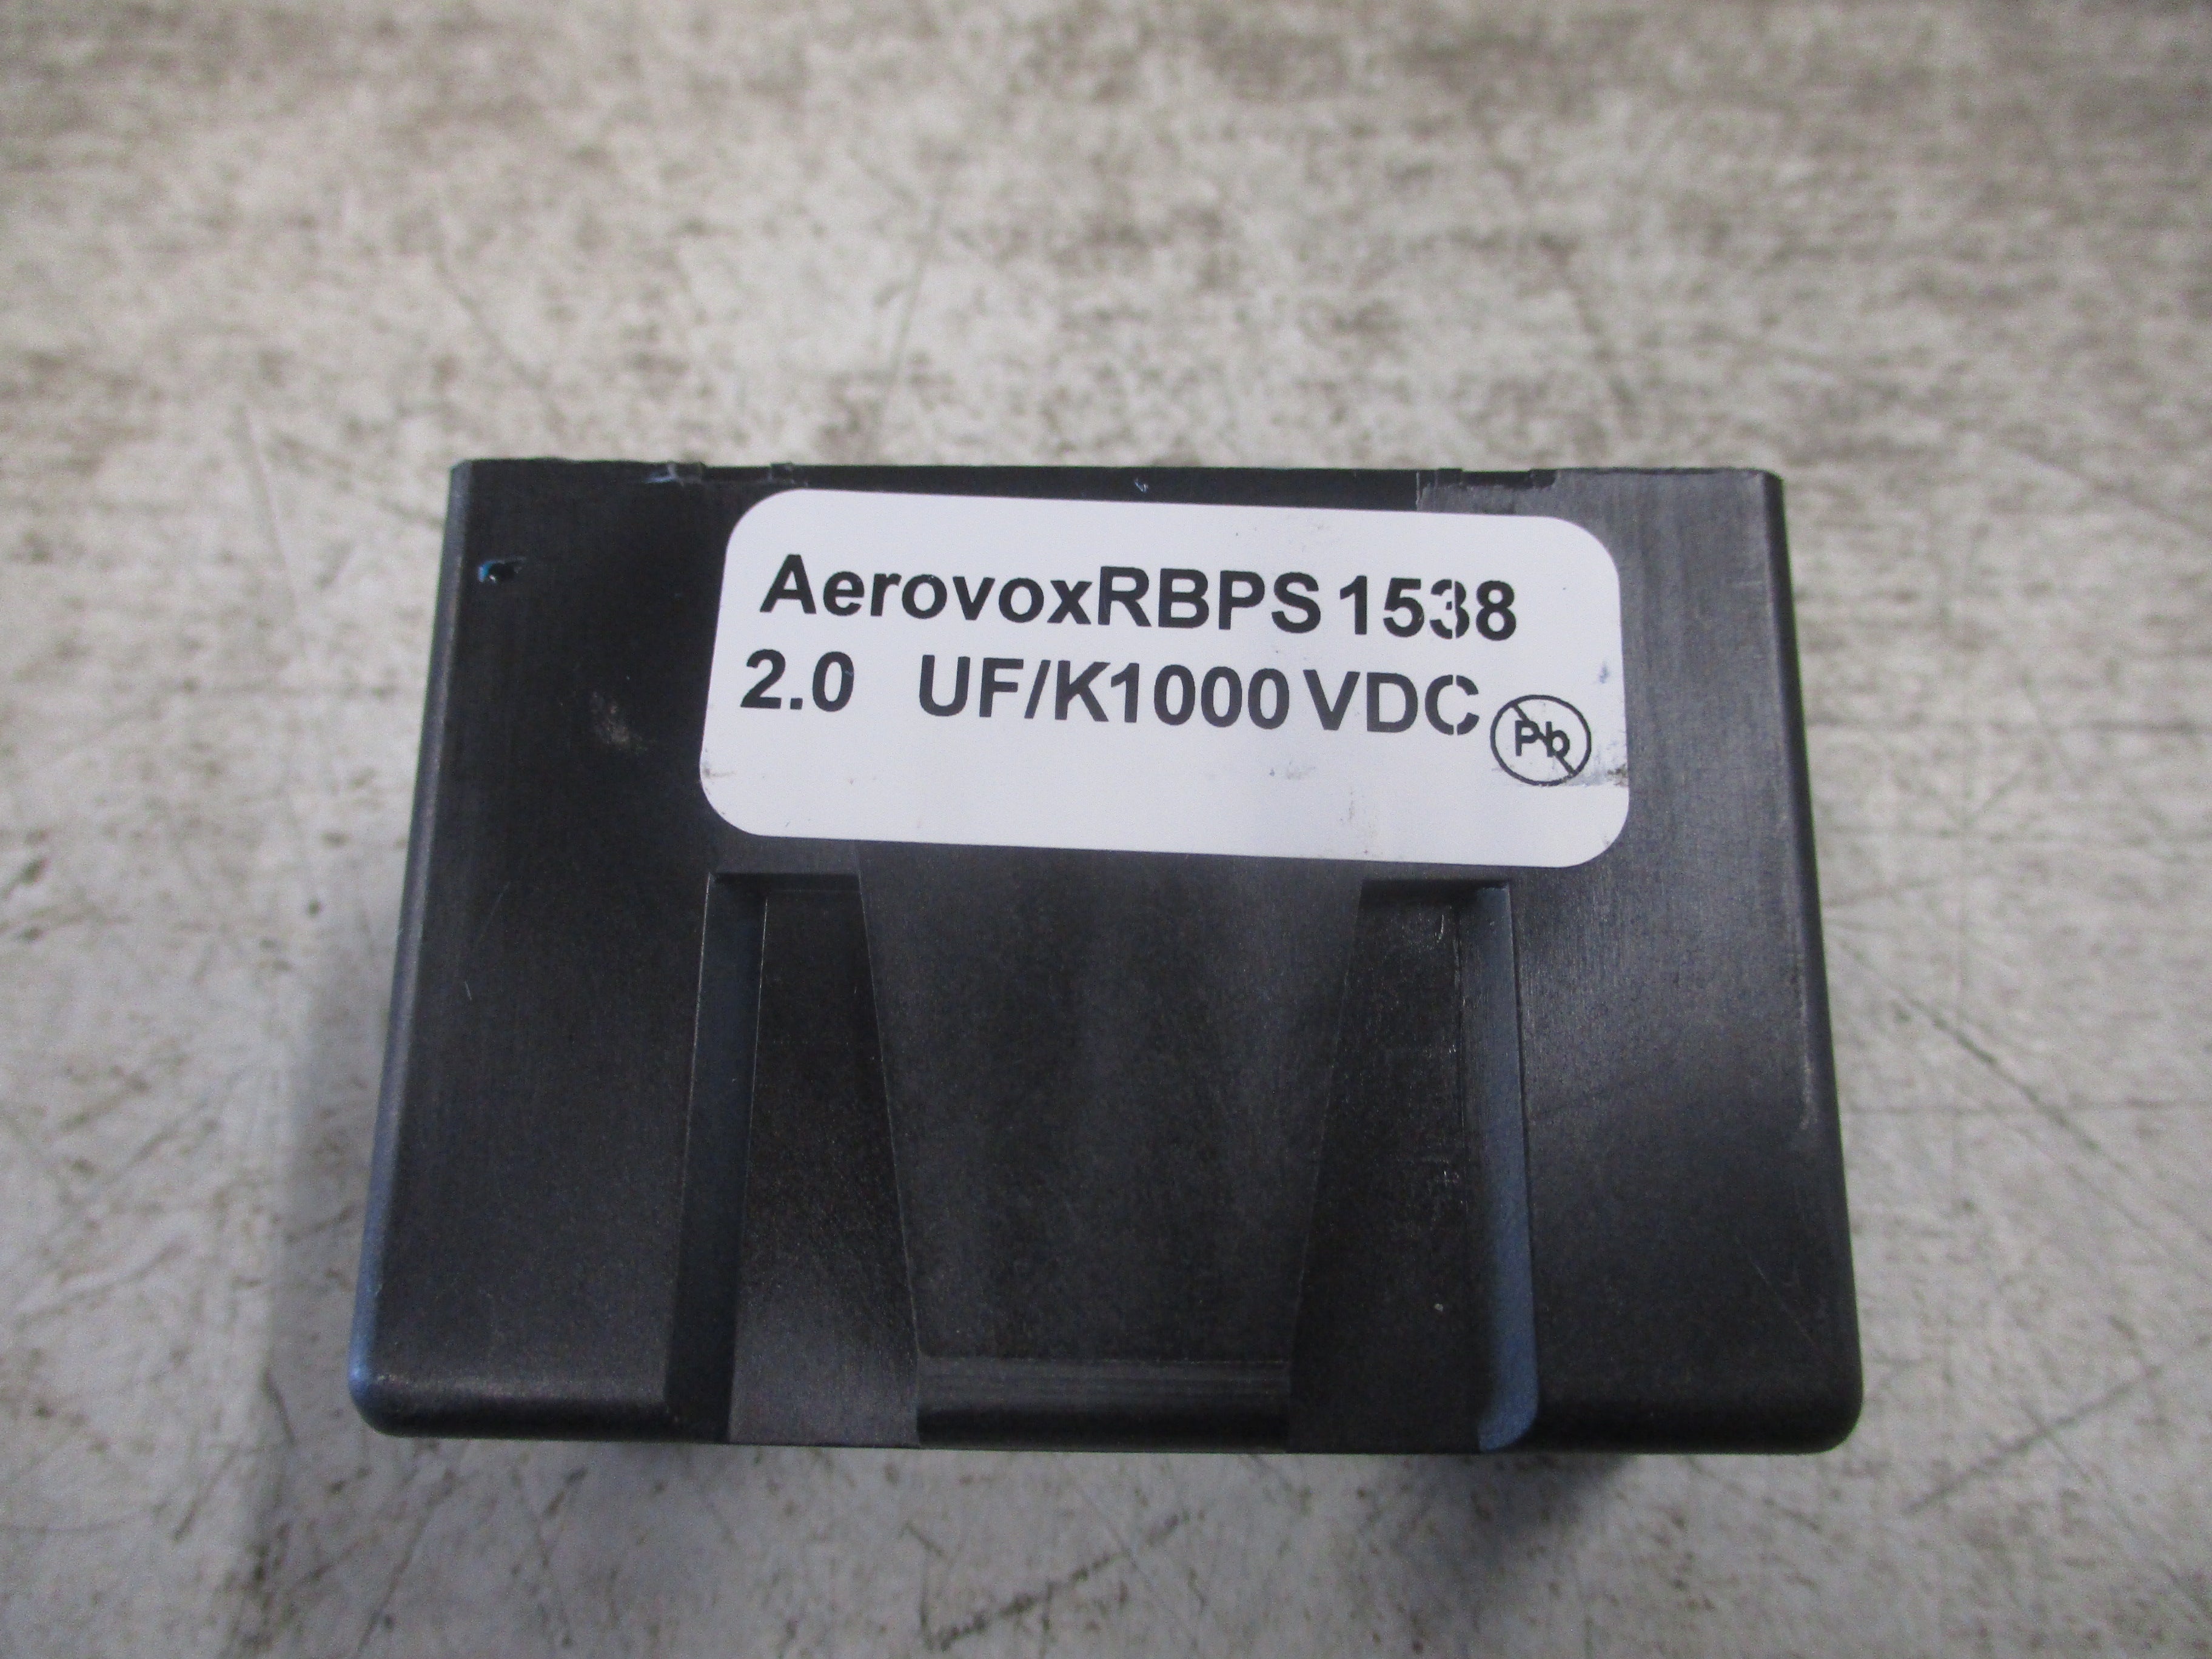 AerovoxRBPS 1538
2.0 UF/K1000 VDC
Pb